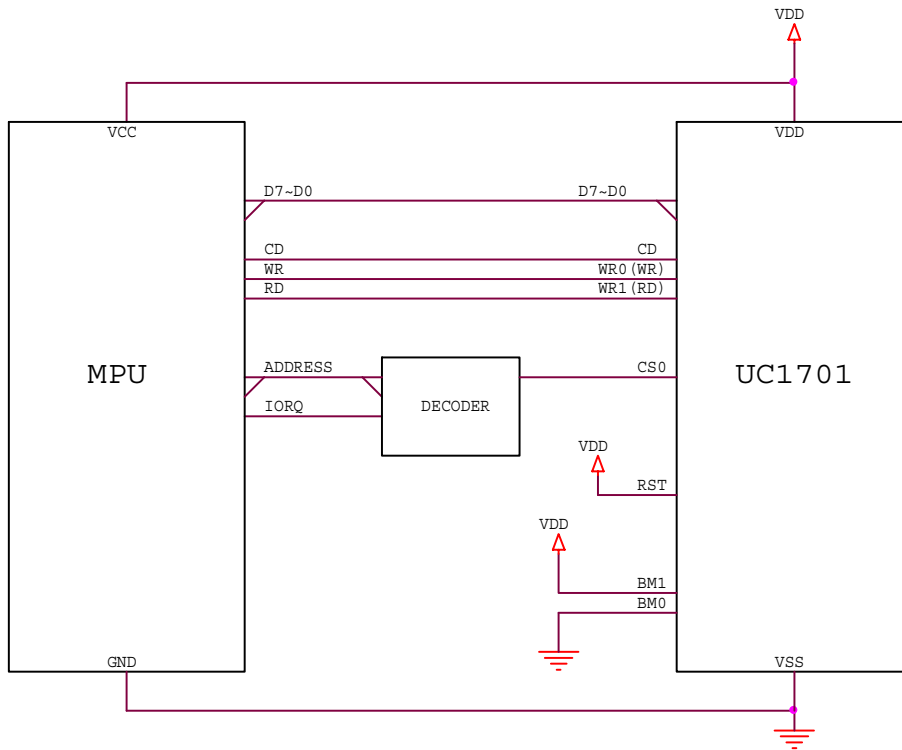 VDD
VCC VDD
D7~D0 D7~D0
CD CD
WR WR0(WR)
RD WR1(RD)
MPU ADDRESS CS0 UC1701
IORQ DECODER
VDD
RST
VDD
BM1
BM0
GND VSS